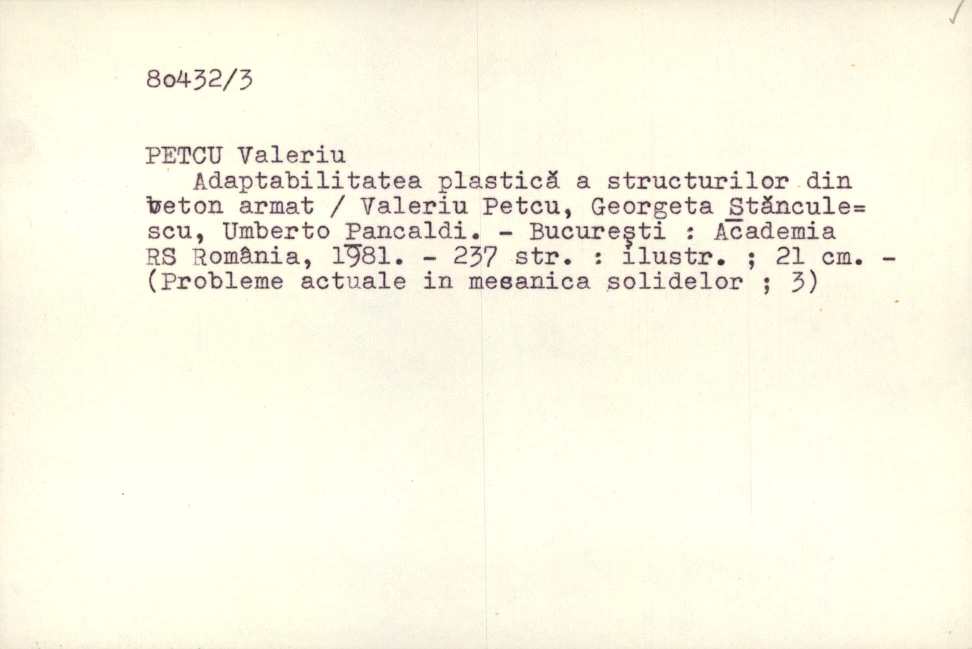 80432/3
PETCU Valeriu
Adaptabilitatea plastică a structurilor din
beton armat / Valeriu Petcu, Georgeta Stăncule=
scu, Umberto Pancaldi. - Bucureşti : Academia
RS România, 1981. - 237 str. : ilustr. ; 21 cm. -
(Probleme actuale in mecanica solidelor ; 3)